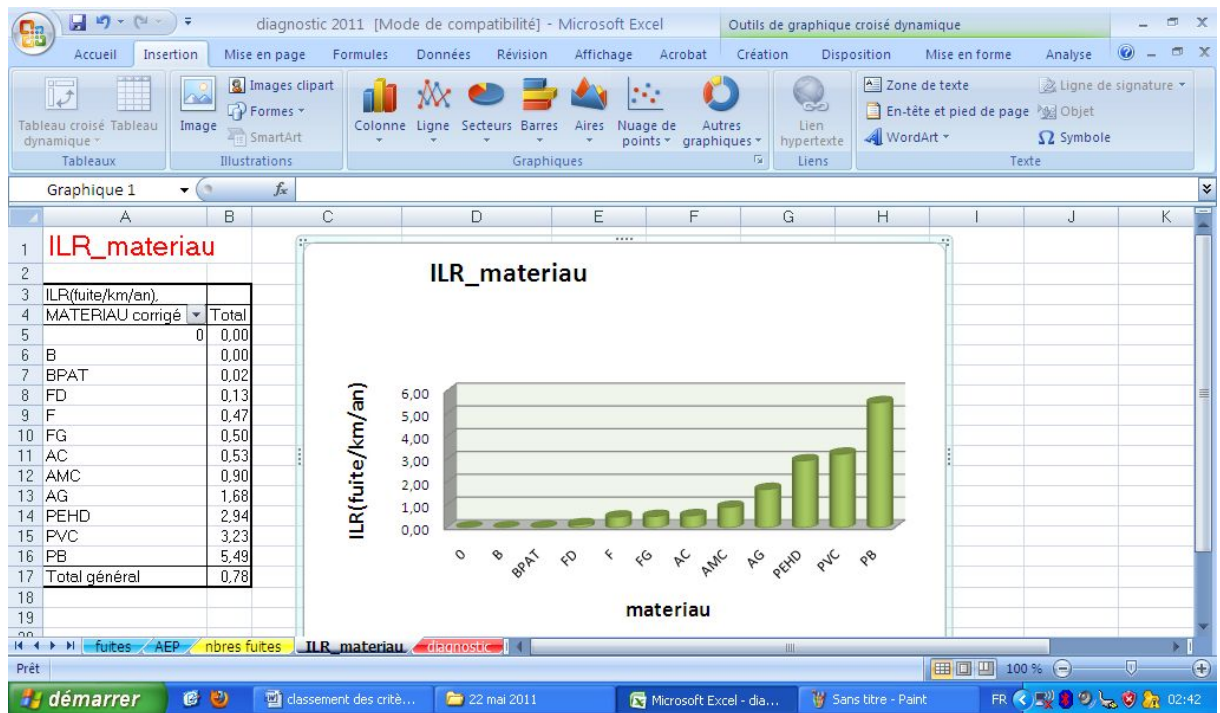 diagnostic 2011 [Mode de compatibilité] - Microsoft Excel
Outils de graphique croisé dynamique
Accueil Insertion Mise en page Formules Données Révision Affichage Acrobat Création Disposition Mise en forme Analyse
Tableau croisé dynamique
Tableau
Tableaux
Image
Images clipart
Formes
SmartArt
Illustrations
Colonne
Ligne
Secteurs
Barres
Aires
Nuage de points
Autres graphiques
Graphiques
Lien hypertexte
Liens
Zone de texte
En-tête et pied de page
WordArt
Ligne de signature
Objet
Ω Symbole
Texte
Graphique 1
fx
A B C D E F G H I J K
1 ILR_materiau
2
3 ILR(fuite/km/an),
4 MATERIAU corrigé Total
5 0 0,00
6 B 0,00
7 BPAT 0,02
8 FD 0,13
9 F 0,47
10 FG 0,50
11 AC 0,53
12 AMC 0,90
13 AG 1,68
14 PEHD 2,94
15 PVC 3,23
16 PB 5,49
17 Total général 0,78
18
19
ILR_materiau
ILR(fuite/km/an)
6,00
5,00
4,00
3,00
2,00
1,00
0,00
0 B BPAT FD F FG AC AMC AG PEHD PVC PB
materiau
fuites AEP nbres fuites ILR_materiau diagnostic
Prêt
100 %
démarrer
classement des critè...
22 mai 2011
Microsoft Excel - dia...
Sans titre - Paint
FR
02:42